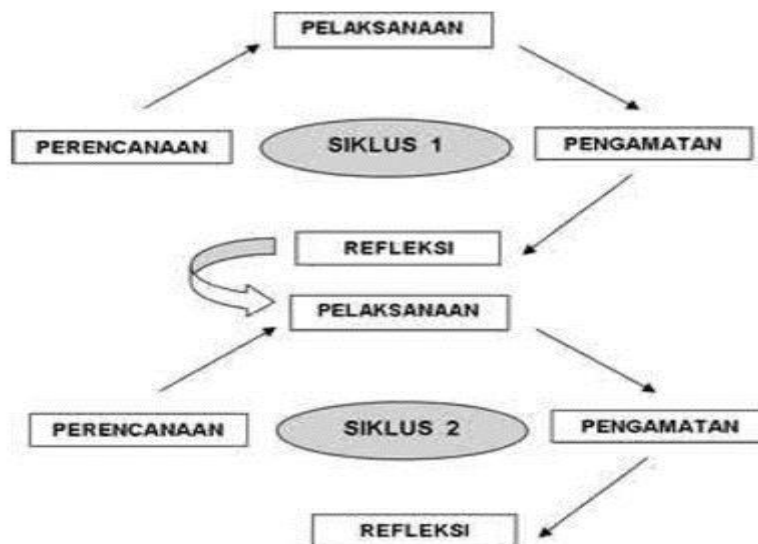 PELAKSANAAN
PERENCANAAN
SIKLUS 1
PENGAMATAN
REFLEKSI
PELAKSANAAN
PERENCANAAN
SIKLUS 2
PENGAMATAN
REFLEKSI